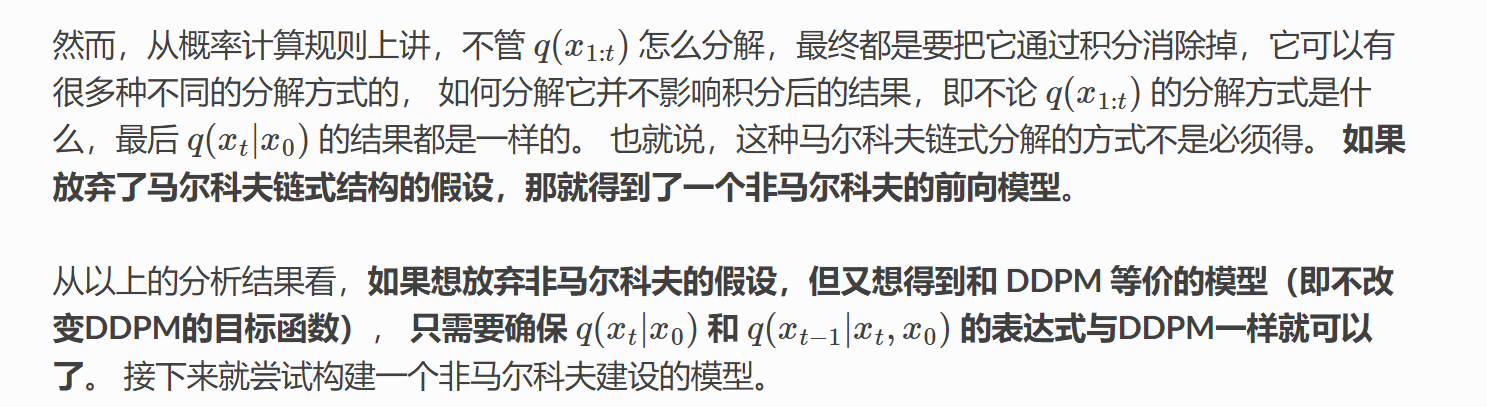 然而，从概率计算规则上讲，不管 q(x₁:ₜ) 怎么分解，最终都是要把它通过积分消除掉，它可以有
很多种不同的分解方式的， 如何分解它并不影响积分后的结果，即不论 q(x₁:ₜ) 的分解方式是什
么，最后 q(xₜ|x₀) 的结果都是一样的。 也就说，这种马尔科夫链式分解的方式不是必须得。 如果
放弃了马尔科夫链式结构的假设，那就得到了一个非马尔科夫的前向模型。
从以上的分析结果看，如果想放弃非马尔科夫的假设，但又想得到和 DDPM 等价的模型（即不改
变DDPM的目标函数）， 只需要确保 q(xₜ|x₀) 和 q(xₜ₋₁|xₜ, x₀) 的表达式与DDPM一样就可以
了。 接下来就尝试构建一个非马尔科夫建设的模型。